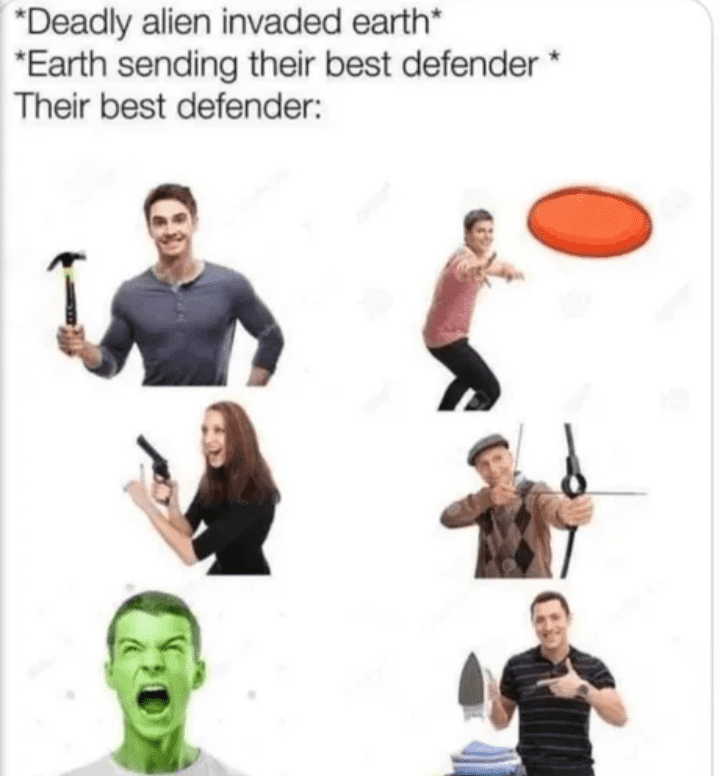 *Deadly alien invaded earth*
*Earth sending their best defender *
Their best defender: